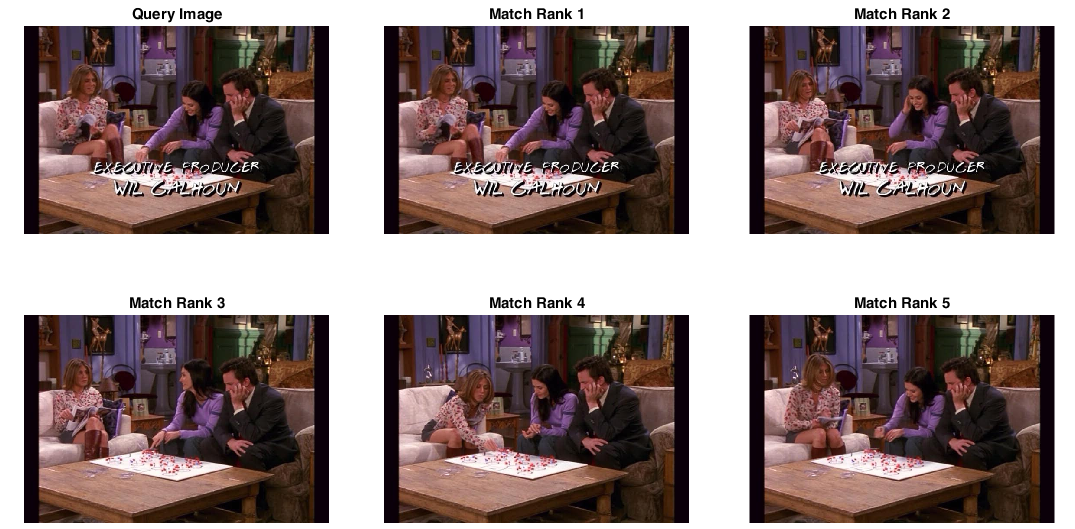 Query Image
Match Rank 1
Match Rank 2
EXECUTIVE PRODUCER
WIL CALHOUN
EXECUTIVE PRODUCER
WIL CALHOUN
EXECUTIVE PRODUCER
WIL CALHOUN
Match Rank 3
Match Rank 4
Match Rank 5